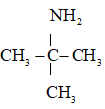 NH₂
CH₃ – C – CH₃
CH₃